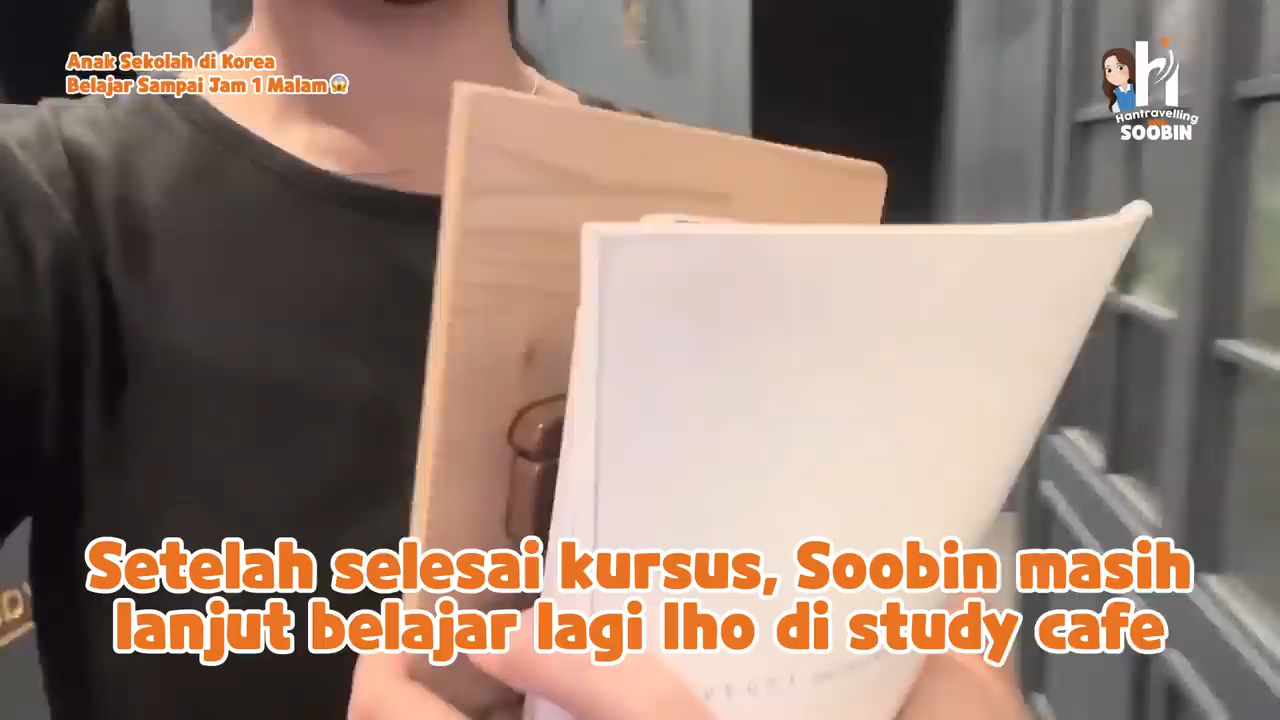 Anak Sekolah di Korea
Belajar Sampai Jam 1 Malam😱
Hantravelling
SOOBIN
Setelah selesai kursus, Soobin masih
lanjut belajar lagi lho di study cafe